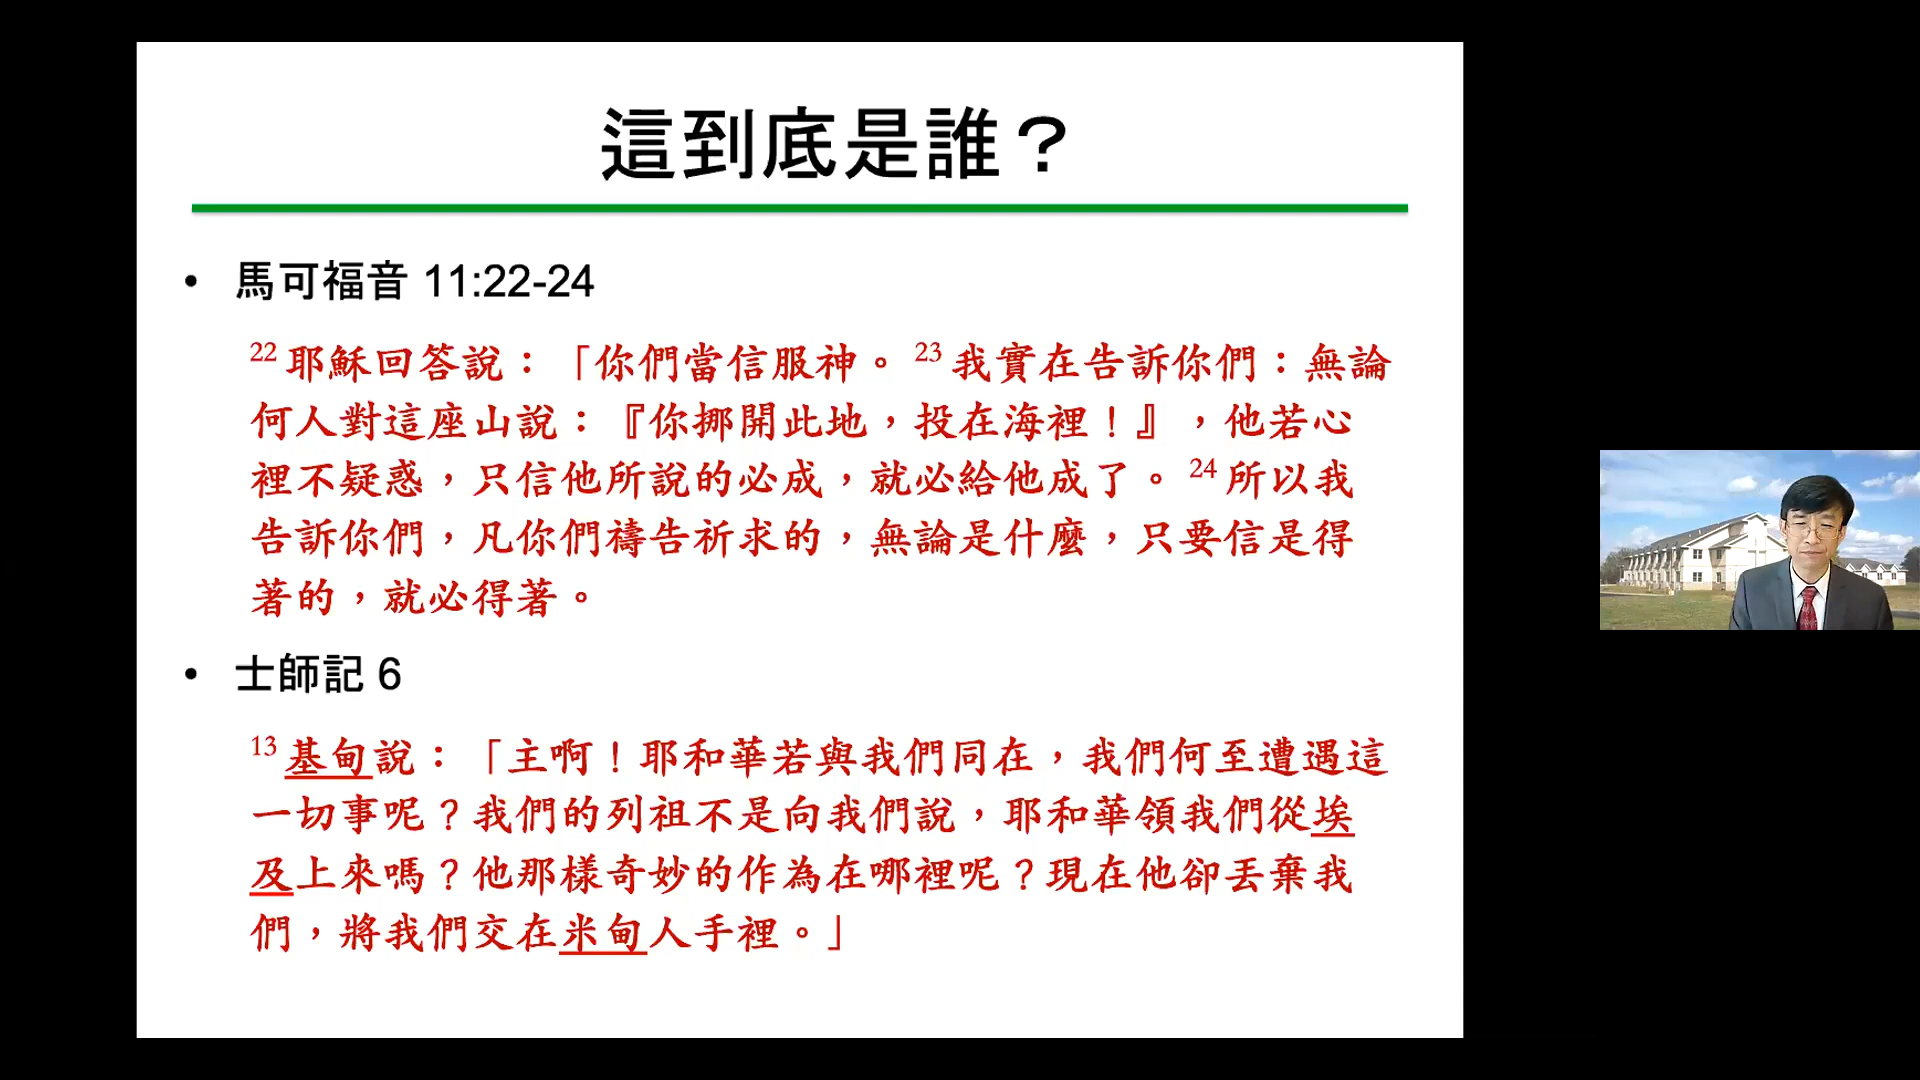 這到底是誰？
• 馬可福音 11:22-24
22 耶穌回答說：「你們當信服神。 23 我實在告訴你們：無論
何人對這座山說：『你挪開此地，投在海裡！』，他若心
裡不疑惑，只信他所說的必成，就必給他成了。 24 所以我
告訴你們，凡你們禱告祈求的，無論是什麼，只要信是得
著的，就必得著。
• 士師記 6
13 基甸說：「主啊！耶和華若與我們同在，我們何至遭遇這
一切事呢？我們的列祖不是向我們說，耶和華領我們從埃
及上來嗎？他那樣奇妙的作為在哪裡呢？現在他卻丟棄我
們，將我們交在米甸人手裡。」